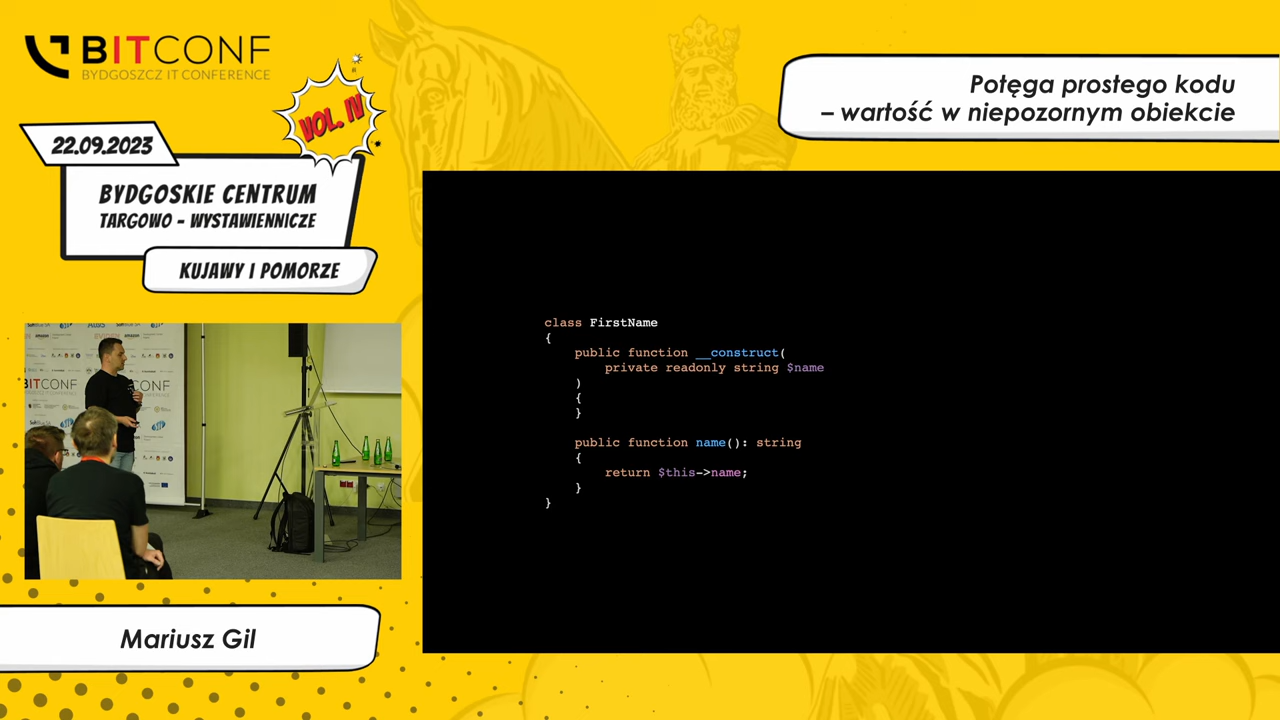 BITCONF
BYDGOSZCZ IT CONFERENCE
VOL. IV
22.09.2023
BYDGOSKIE CENTRUM
TARGOWO - WYSTAWIENNICZE
KUJAWY I POMORZE
Potęga prostego kodu
– wartość w niepozornym obiekcie
class FirstName
{
    public function __construct(
        private readonly string $name
    )
    {
    }

    public function name(): string
    {
        return $this->name;
    }
}
BITCONF
CONF
Mariusz Gil